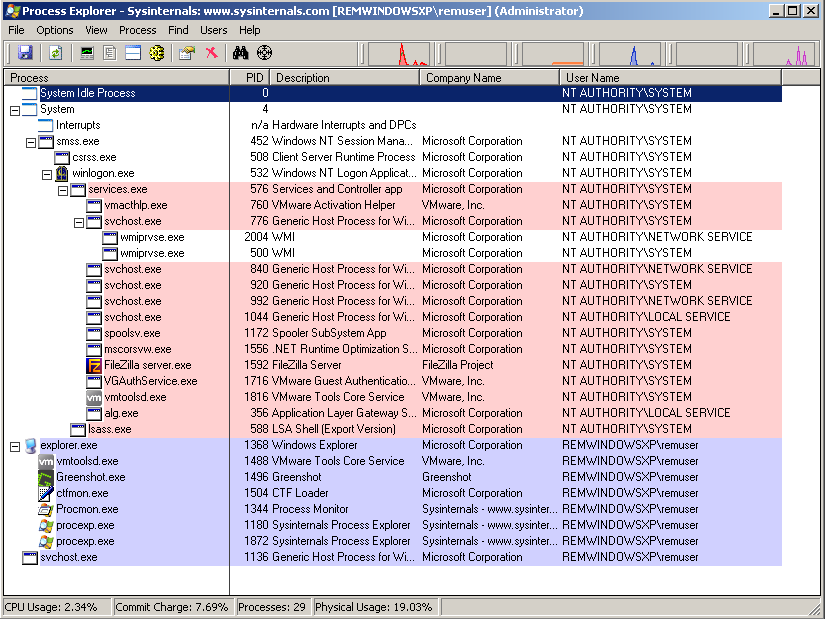 Process Explorer - Sysinternals: www.sysinternals.com [REMWINDOWSXP\remuser] (Administrator)
File Options View Process Find Users Help
Process PID Description Company Name User Name
System Idle Process 0 NT AUTHORITY\SYSTEM
System 4 NT AUTHORITY\SYSTEM
Interrupts n/a Hardware Interrupts and DPCs
smss.exe 452 Windows NT Session Mana... Microsoft Corporation NT AUTHORITY\SYSTEM
csrss.exe 508 Client Server Runtime Process Microsoft Corporation NT AUTHORITY\SYSTEM
winlogon.exe 532 Windows NT Logon Applicat... Microsoft Corporation NT AUTHORITY\SYSTEM
services.exe 576 Services and Controller app Microsoft Corporation NT AUTHORITY\SYSTEM
vmacthlp.exe 760 VMware Activation Helper VMware, Inc. NT AUTHORITY\SYSTEM
svchost.exe 776 Generic Host Process for Wi... Microsoft Corporation NT AUTHORITY\SYSTEM
wmiprvse.exe 2004 WMI Microsoft Corporation NT AUTHORITY\NETWORK SERVICE
wmiprvse.exe 500 WMI Microsoft Corporation NT AUTHORITY\SYSTEM
svchost.exe 840 Generic Host Process for Wi... Microsoft Corporation NT AUTHORITY\NETWORK SERVICE
svchost.exe 920 Generic Host Process for Wi... Microsoft Corporation NT AUTHORITY\SYSTEM
svchost.exe 992 Generic Host Process for Wi... Microsoft Corporation NT AUTHORITY\NETWORK SERVICE
svchost.exe 1044 Generic Host Process for Wi... Microsoft Corporation NT AUTHORITY\LOCAL SERVICE
spoolsv.exe 1172 Spooler SubSystem App Microsoft Corporation NT AUTHORITY\SYSTEM
mscorsvw.exe 1556 .NET Runtime Optimization S... Microsoft Corporation NT AUTHORITY\SYSTEM
FileZilla server.exe 1592 FileZilla Server FileZilla Project NT AUTHORITY\SYSTEM
VGAuthService.exe 1716 VMware Guest Authenticatio... VMware, Inc. NT AUTHORITY\SYSTEM
vm vmtoolsd.exe 1816 VMware Tools Core Service VMware, Inc. NT AUTHORITY\SYSTEM
alg.exe 356 Application Layer Gateway S... Microsoft Corporation NT AUTHORITY\LOCAL SERVICE
lsass.exe 588 LSA Shell (Export Version) Microsoft Corporation NT AUTHORITY\SYSTEM
explorer.exe 1368 Windows Explorer Microsoft Corporation REMWINDOWSXP\remuser
vm vmtoolsd.exe 1488 VMware Tools Core Service VMware, Inc. REMWINDOWSXP\remuser
Greenshot.exe 1496 Greenshot Greenshot REMWINDOWSXP\remuser
ctfmon.exe 1504 CTF Loader Microsoft Corporation REMWINDOWSXP\remuser
Procmon.exe 1344 Process Monitor Sysinternals - www.sysinter... REMWINDOWSXP\remuser
procexp.exe 1180 Sysinternals Process Explorer Sysinternals - www.sysinter... REMWINDOWSXP\remuser
procexp.exe 1872 Sysinternals Process Explorer Sysinternals - www.sysinter... REMWINDOWSXP\remuser
svchost.exe 1136 Generic Host Process for Wi... Microsoft Corporation REMWINDOWSXP\remuser
CPU Usage: 2.34% Commit Charge: 7.69% Processes: 29 Physical Usage: 19.03%